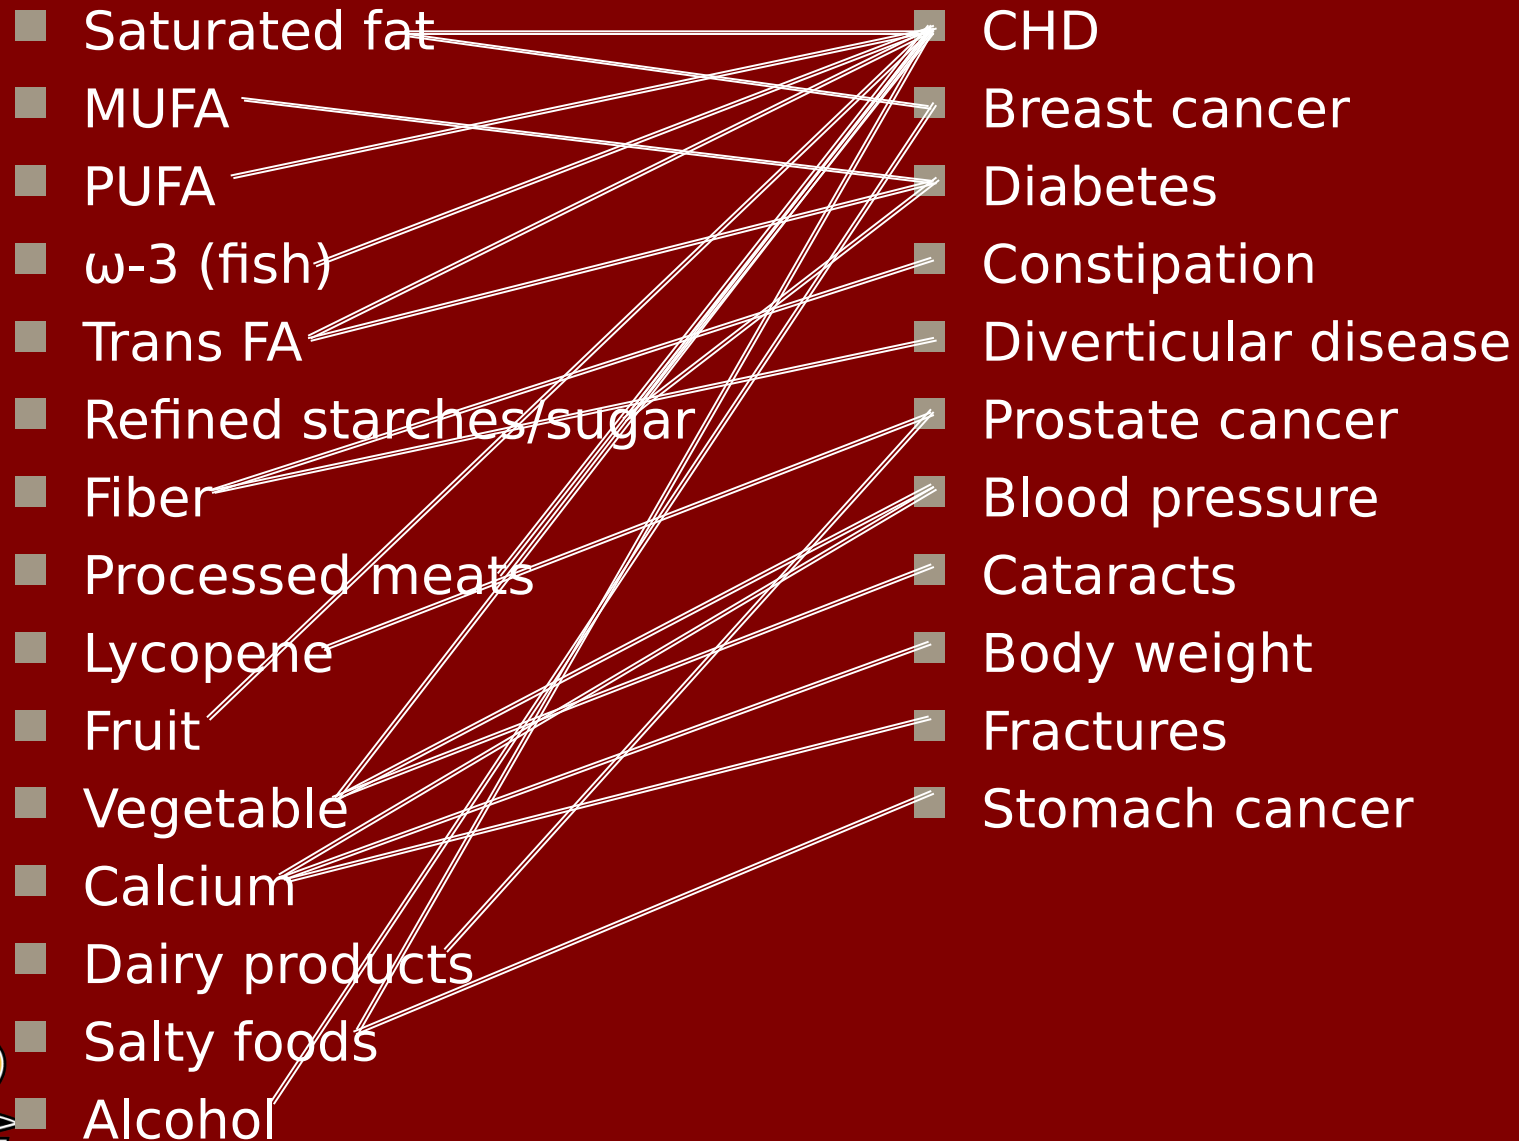 Saturated fat
MUFA
PUFA
ω-3 (fish)
Trans FA
Refined starches/sugar
Fiber
Processed meats
Lycopene
Fruit
Vegetable
Calcium
Dairy products
Salty foods
Alcohol
CHD
Breast cancer
Diabetes
Constipation
Diverticular disease
Prostate cancer
Blood pressure
Cataracts
Body weight
Fractures
Stomach cancer